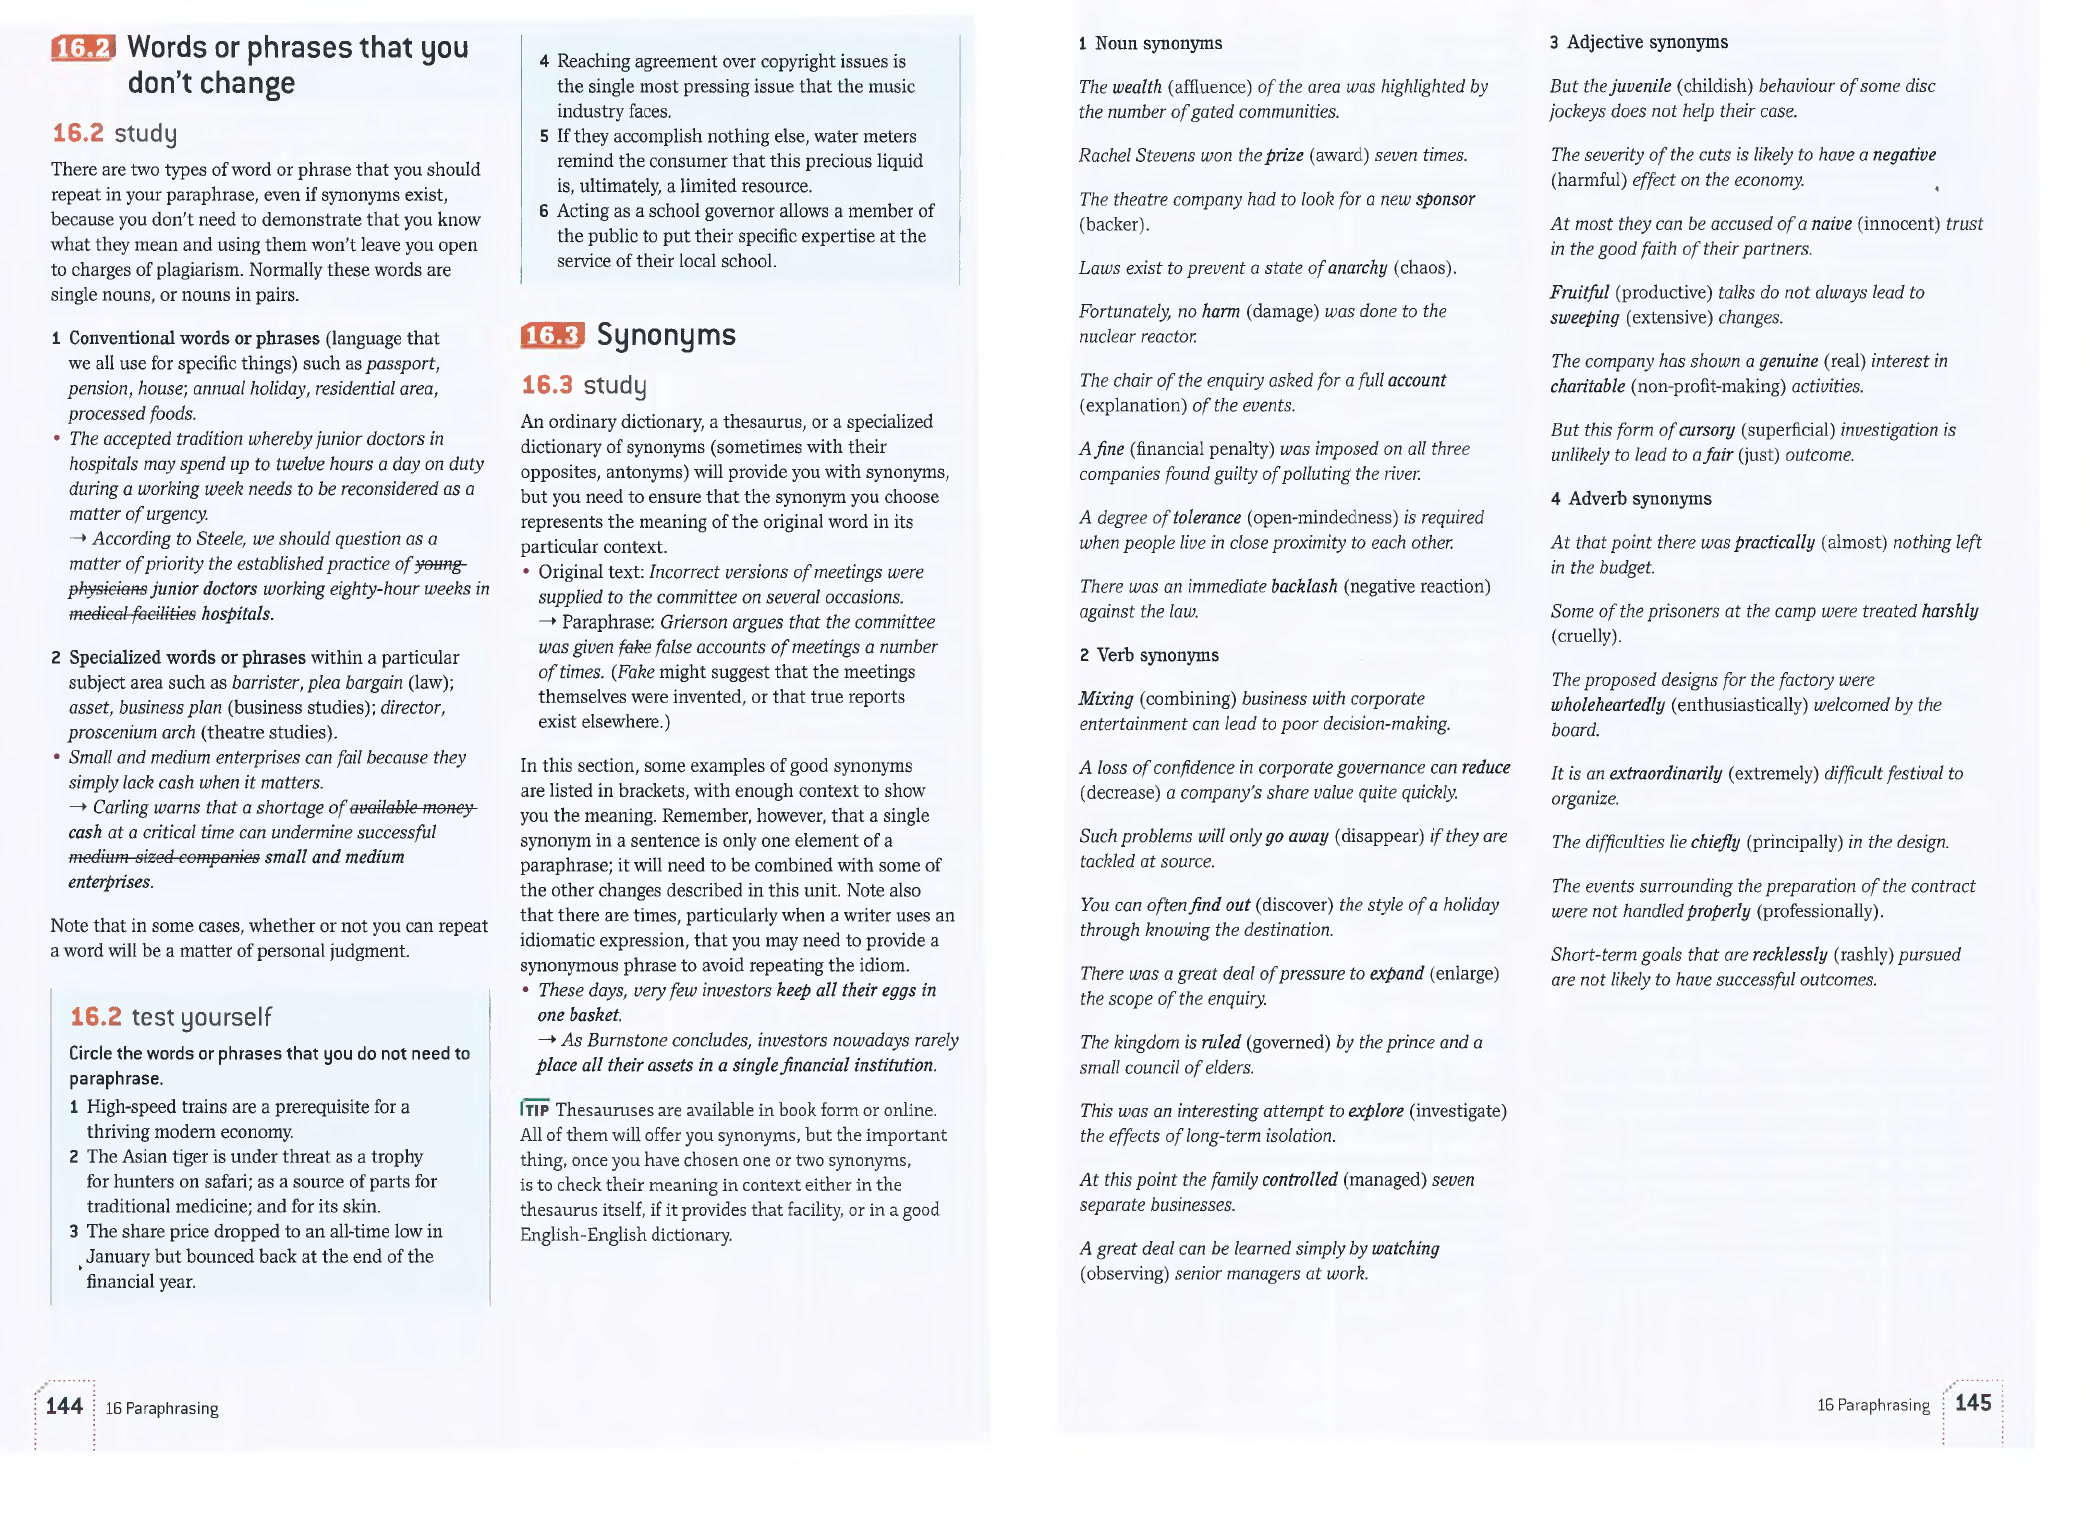 16.2 Words or phrases that you
don't change
16.2 study
There are two types of word or phrase that you should
repeat in your paraphrase, even if synonyms exist,
because you don't need to demonstrate that you know
what they mean and using them won't leave you open
to charges of plagiarism. Normally these words are
single nouns, or nouns in pairs.
1 Conventional words or phrases (language that
we all use for specific things) such as passport,
pension, house; annual holiday, residential area,
processed foods.
• The accepted tradition whereby junior doctors in
hospitals may spend up to twelve hours a day on duty
during a working week needs to be reconsidered as a
matter of urgency.
→ According to Steele, we should question as a
matter of priority the established practice of young
physicians junior doctors working eighty-hour weeks in
medical facilities hospitals.
2 Specialized words or phrases within a particular
subject area such as barrister, plea bargain (law);
asset, business plan (business studies); director,
proscenium arch (theatre studies).
• Small and medium enterprises can fail because they
simply lack cash when it matters.
→ Carling warns that a shortage of available money
cash at a critical time can undermine successful
medium-sized companies small and medium
enterprises.
Note that in some cases, whether or not you can repeat
a word will be a matter of personal judgment.
16.2 test yourself
Circle the words or phrases that you do not need to
paraphrase.
1 High-speed trains are a prerequisite for a
thriving modern economy.
2 The Asian tiger is under threat as a trophy
for hunters on safari; as a source of parts for
traditional medicine; and for its skin.
3 The share price dropped to an all-time low in
January but bounced back at the end of the
financial year.
4 Reaching agreement over copyright issues is
the single most pressing issue that the music
industry faces.
5 If they accomplish nothing else, water meters
remind the consumer that this precious liquid
is, ultimately, a limited resource.
6 Acting as a school governor allows a member of
the public to put their specific expertise at the
service of their local school.
16.3 Synonyms
16.3 study
An ordinary dictionary, a thesaurus, or a specialized
dictionary of synonyms (sometimes with their
opposites, antonyms) will provide you with synonyms,
but you need to ensure that the synonym you choose
represents the meaning of the original word in its
particular context.
• Original text: Incorrect versions of meetings were
supplied to the committee on several occasions.
→ Paraphrase: Grierson argues that the committee
was given fake false accounts of meetings a number
of times. (Fake might suggest that the meetings
themselves were invented, or that true reports
exist elsewhere.)
In this section, some examples of good synonyms
are listed in brackets, with enough context to show
you the meaning. Remember, however, that a single
synonym in a sentence is only one element of a
paraphrase; it will need to be combined with some of
the other changes described in this unit. Note also
that there are times, particularly when a writer uses an
idiomatic expression, that you may need to provide a
synonymous phrase to avoid repeating the idiom.
• These days, very few investors keep all their eggs in
one basket.
→ As Burnstone concludes, investors nowadays rarely
place all their assets in a single financial institution.
TIP Thesauruses are available in book form or online.
All of them will offer you synonyms, but the important
thing, once you have chosen one or two synonyms,
is to check their meaning in context either in the
thesaurus itself, if it provides that facility, or in a good
English-English dictionary.
144 16 Paraphrasing
1 Noun synonyms
The wealth (affluence) of the area was highlighted by
the number of gated communities.
Rachel Stevens won the prize (award) seven times.
The theatre company had to look for a new sponsor
(backer).
Laws exist to prevent a state of anarchy (chaos).
Fortunately, no harm (damage) was done to the
nuclear reactor.
The chair of the enquiry asked for a full account
(explanation) of the events.
A fine (financial penalty) was imposed on all three
companies found guilty of polluting the river.
A degree of tolerance (open-mindedness) is required
when people live in close proximity to each other.
There was an immediate backlash (negative reaction)
against the law.
2 Verb synonyms
Mixing (combining) business with corporate
entertainment can lead to poor decision-making.
A loss of confidence in corporate governance can reduce
(decrease) a company's share value quite quickly.
Such problems will only go away (disappear) if they are
tackled at source.
You can often find out (discover) the style of a holiday
through knowing the destination.
There was a great deal of pressure to expand (enlarge)
the scope of the enquiry.
The kingdom is ruled (governed) by the prince and a
small council of elders.
This was an interesting attempt to explore (investigate)
the effects of long-term isolation.
At this point the family controlled (managed) seven
separate businesses.
A great deal can be learned simply by watching
(observing) senior managers at work.
3 Adjective synonyms
But the juvenile (childish) behaviour of some disc
jockeys does not help their case.
The severity of the cuts is likely to have a negative
(harmful) effect on the economy.
At most they can be accused of a naive (innocent) trust
in the good faith of their partners.
Fruitful (productive) talks do not always lead to
sweeping (extensive) changes.
The company has shown a genuine (real) interest in
charitable (non-profit-making) activities.
But this form of cursory (superficial) investigation is
unlikely to lead to a fair (just) outcome.
4 Adverb synonyms
At that point there was practically (almost) nothing left
in the budget.
Some of the prisoners at the camp were treated harshly
(cruelly).
The proposed designs for the factory were
wholeheartedly (enthusiastically) welcomed by the
board.
It is an extraordinarily (extremely) difficult festival to
organize.
The difficulties lie chiefly (principally) in the design.
The events surrounding the preparation of the contract
were not handled properly (professionally).
Short-term goals that are recklessly (rashly) pursued
are not likely to have successful outcomes.
16 Paraphrasing 145